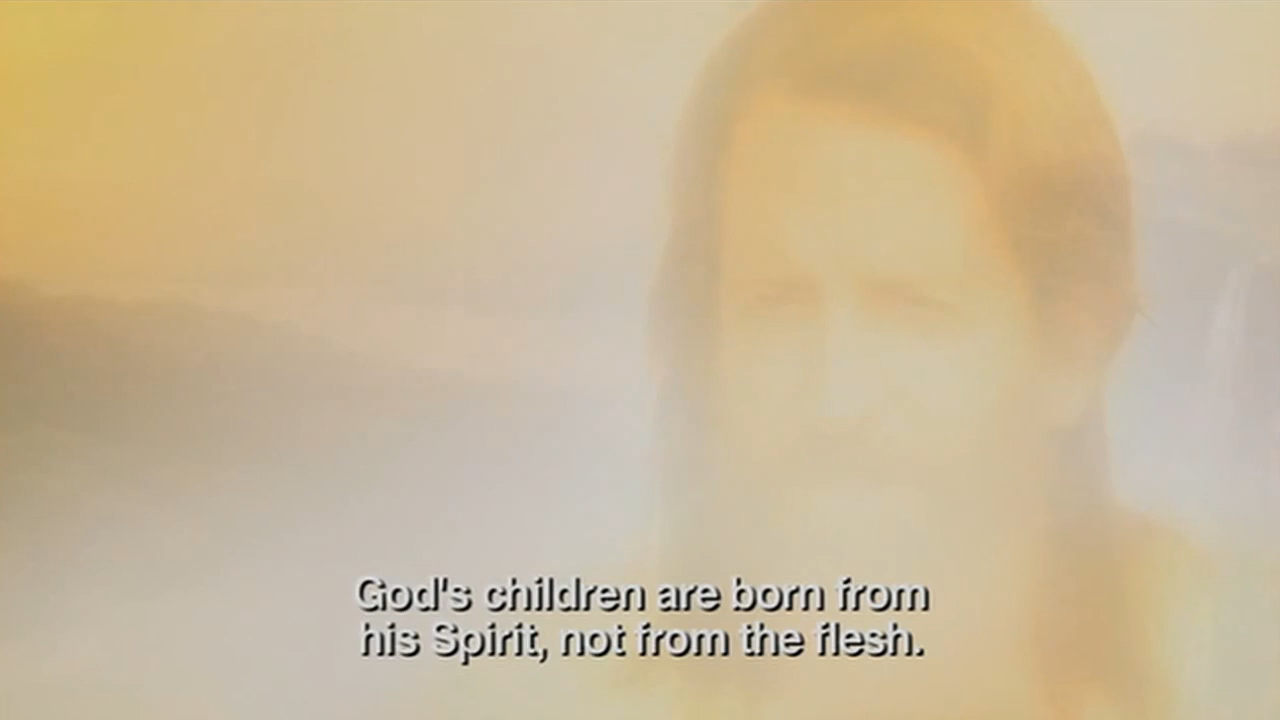 God's children are born from
his Spirit, not from the flesh.